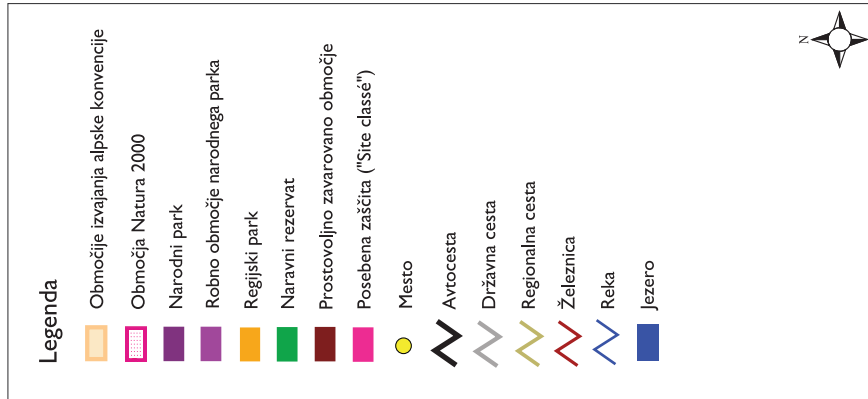 Legenda
Območije izvajanja alpske konvencije
Območja Natura 2000
Narodni park
Robno območje narodnega parka
Regijski park
Naravni rezervat
Prostovoljno zavarovano območje
Posebena zaščita ("Site classé")
Mesto
Avtocesta
Državna cesta
Regionalna cesta
Železnica
Reka
Jezero
N